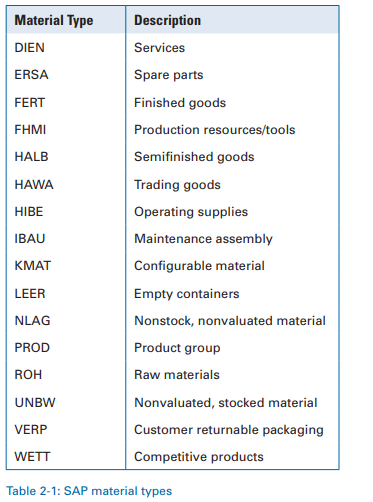 Material Type Description
DIEN Services
ERSA Spare parts
FERT Finished goods
FHMI Production resources/tools
HALB Semifinished goods
HAWA Trading goods
HIBE Operating supplies
IBAU Maintenance assembly
KMAT Configurable material
LEER Empty containers
NLAG Nonstock, nonvaluated material
PROD Product group
ROH Raw materials
UNBW Nonvaluated, stocked material
VERP Customer returnable packaging
WETT Competitive products
Table 2-1: SAP material types